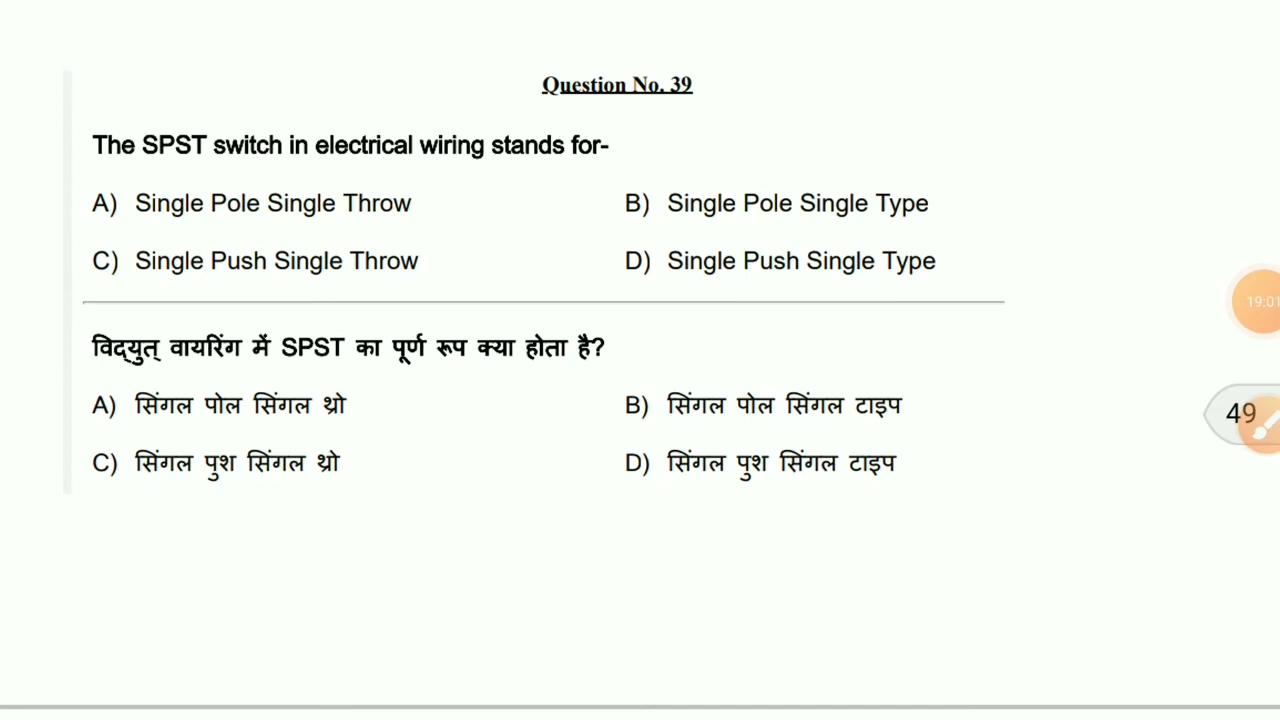 Question No. 39
The SPST switch in electrical wiring stands for-
A) Single Pole Single Throw B) Single Pole Single Type
C) Single Push Single Throw D) Single Push Single Type
19:01
विद्युत् वायरिंग में SPST का पूर्ण रूप क्या होता है?
A) सिंगल पोल सिंगल थ्रो B) सिंगल पोल सिंगल टाइप
49
C) सिंगल पुश सिंगल थ्रो D) सिंगल पुश सिंगल टाइप